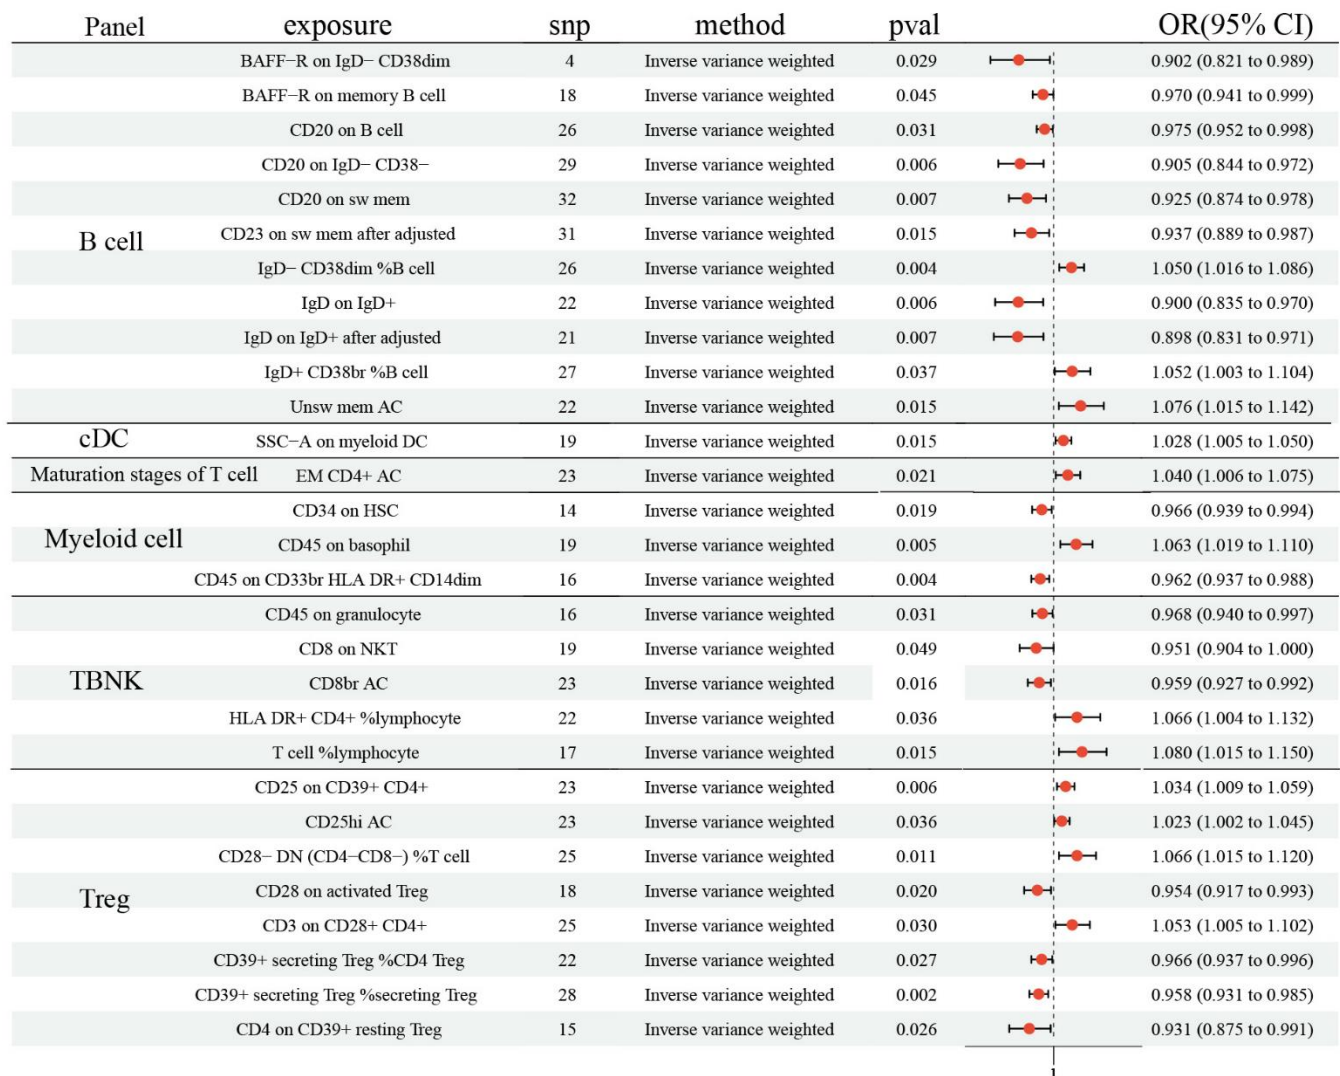 Panel exposure snp method pval OR(95% CI)
BAFF−R on IgD− CD38dim 4 Inverse variance weighted 0.029 0.902 (0.821 to 0.989)
BAFF−R on memory B cell 18 Inverse variance weighted 0.045 0.970 (0.941 to 0.999)
CD20 on B cell 26 Inverse variance weighted 0.031 0.975 (0.952 to 0.998)
CD20 on IgD− CD38− 29 Inverse variance weighted 0.006 0.905 (0.844 to 0.972)
CD20 on sw mem 32 Inverse variance weighted 0.007 0.925 (0.874 to 0.978)
B cell CD23 on sw mem after adjusted 31 Inverse variance weighted 0.015 0.937 (0.889 to 0.987)
IgD− CD38dim %B cell 26 Inverse variance weighted 0.004 1.050 (1.016 to 1.086)
IgD on IgD+ 22 Inverse variance weighted 0.006 0.900 (0.835 to 0.970)
IgD on IgD+ after adjusted 21 Inverse variance weighted 0.007 0.898 (0.831 to 0.971)
IgD+ CD38br %B cell 27 Inverse variance weighted 0.037 1.052 (1.003 to 1.104)
Unsw mem AC 22 Inverse variance weighted 0.015 1.076 (1.015 to 1.142)
cDC SSC−A on myeloid DC 19 Inverse variance weighted 0.015 1.028 (1.005 to 1.050)
Maturation stages of T cell EM CD4+ AC 23 Inverse variance weighted 0.021 1.040 (1.006 to 1.075)
CD34 on HSC 14 Inverse variance weighted 0.019 0.966 (0.939 to 0.994)
Myeloid cell CD45 on basophil 19 Inverse variance weighted 0.005 1.063 (1.019 to 1.110)
CD45 on CD33br HLA DR+ CD14dim 16 Inverse variance weighted 0.004 0.962 (0.937 to 0.988)
CD45 on granulocyte 16 Inverse variance weighted 0.031 0.968 (0.940 to 0.997)
CD8 on NKT 19 Inverse variance weighted 0.049 0.951 (0.904 to 1.000)
TBNK CD8br AC 23 Inverse variance weighted 0.016 0.959 (0.927 to 0.992)
HLA DR+ CD4+ %lymphocyte 22 Inverse variance weighted 0.036 1.066 (1.004 to 1.132)
T cell %lymphocyte 17 Inverse variance weighted 0.015 1.080 (1.015 to 1.150)
CD25 on CD39+ CD4+ 23 Inverse variance weighted 0.006 1.034 (1.009 to 1.059)
CD25hi AC 23 Inverse variance weighted 0.036 1.023 (1.002 to 1.045)
CD28− DN (CD4−CD8−) %T cell 25 Inverse variance weighted 0.011 1.066 (1.015 to 1.120)
Treg CD28 on activated Treg 18 Inverse variance weighted 0.020 0.954 (0.917 to 0.993)
CD3 on CD28+ CD4+ 25 Inverse variance weighted 0.030 1.053 (1.005 to 1.102)
CD39+ secreting Treg %CD4 Treg 22 Inverse variance weighted 0.027 0.966 (0.937 to 0.996)
CD39+ secreting Treg %secreting Treg 28 Inverse variance weighted 0.002 0.958 (0.931 to 0.985)
CD4 on CD39+ resting Treg 15 Inverse variance weighted 0.026 0.931 (0.875 to 0.991)
1